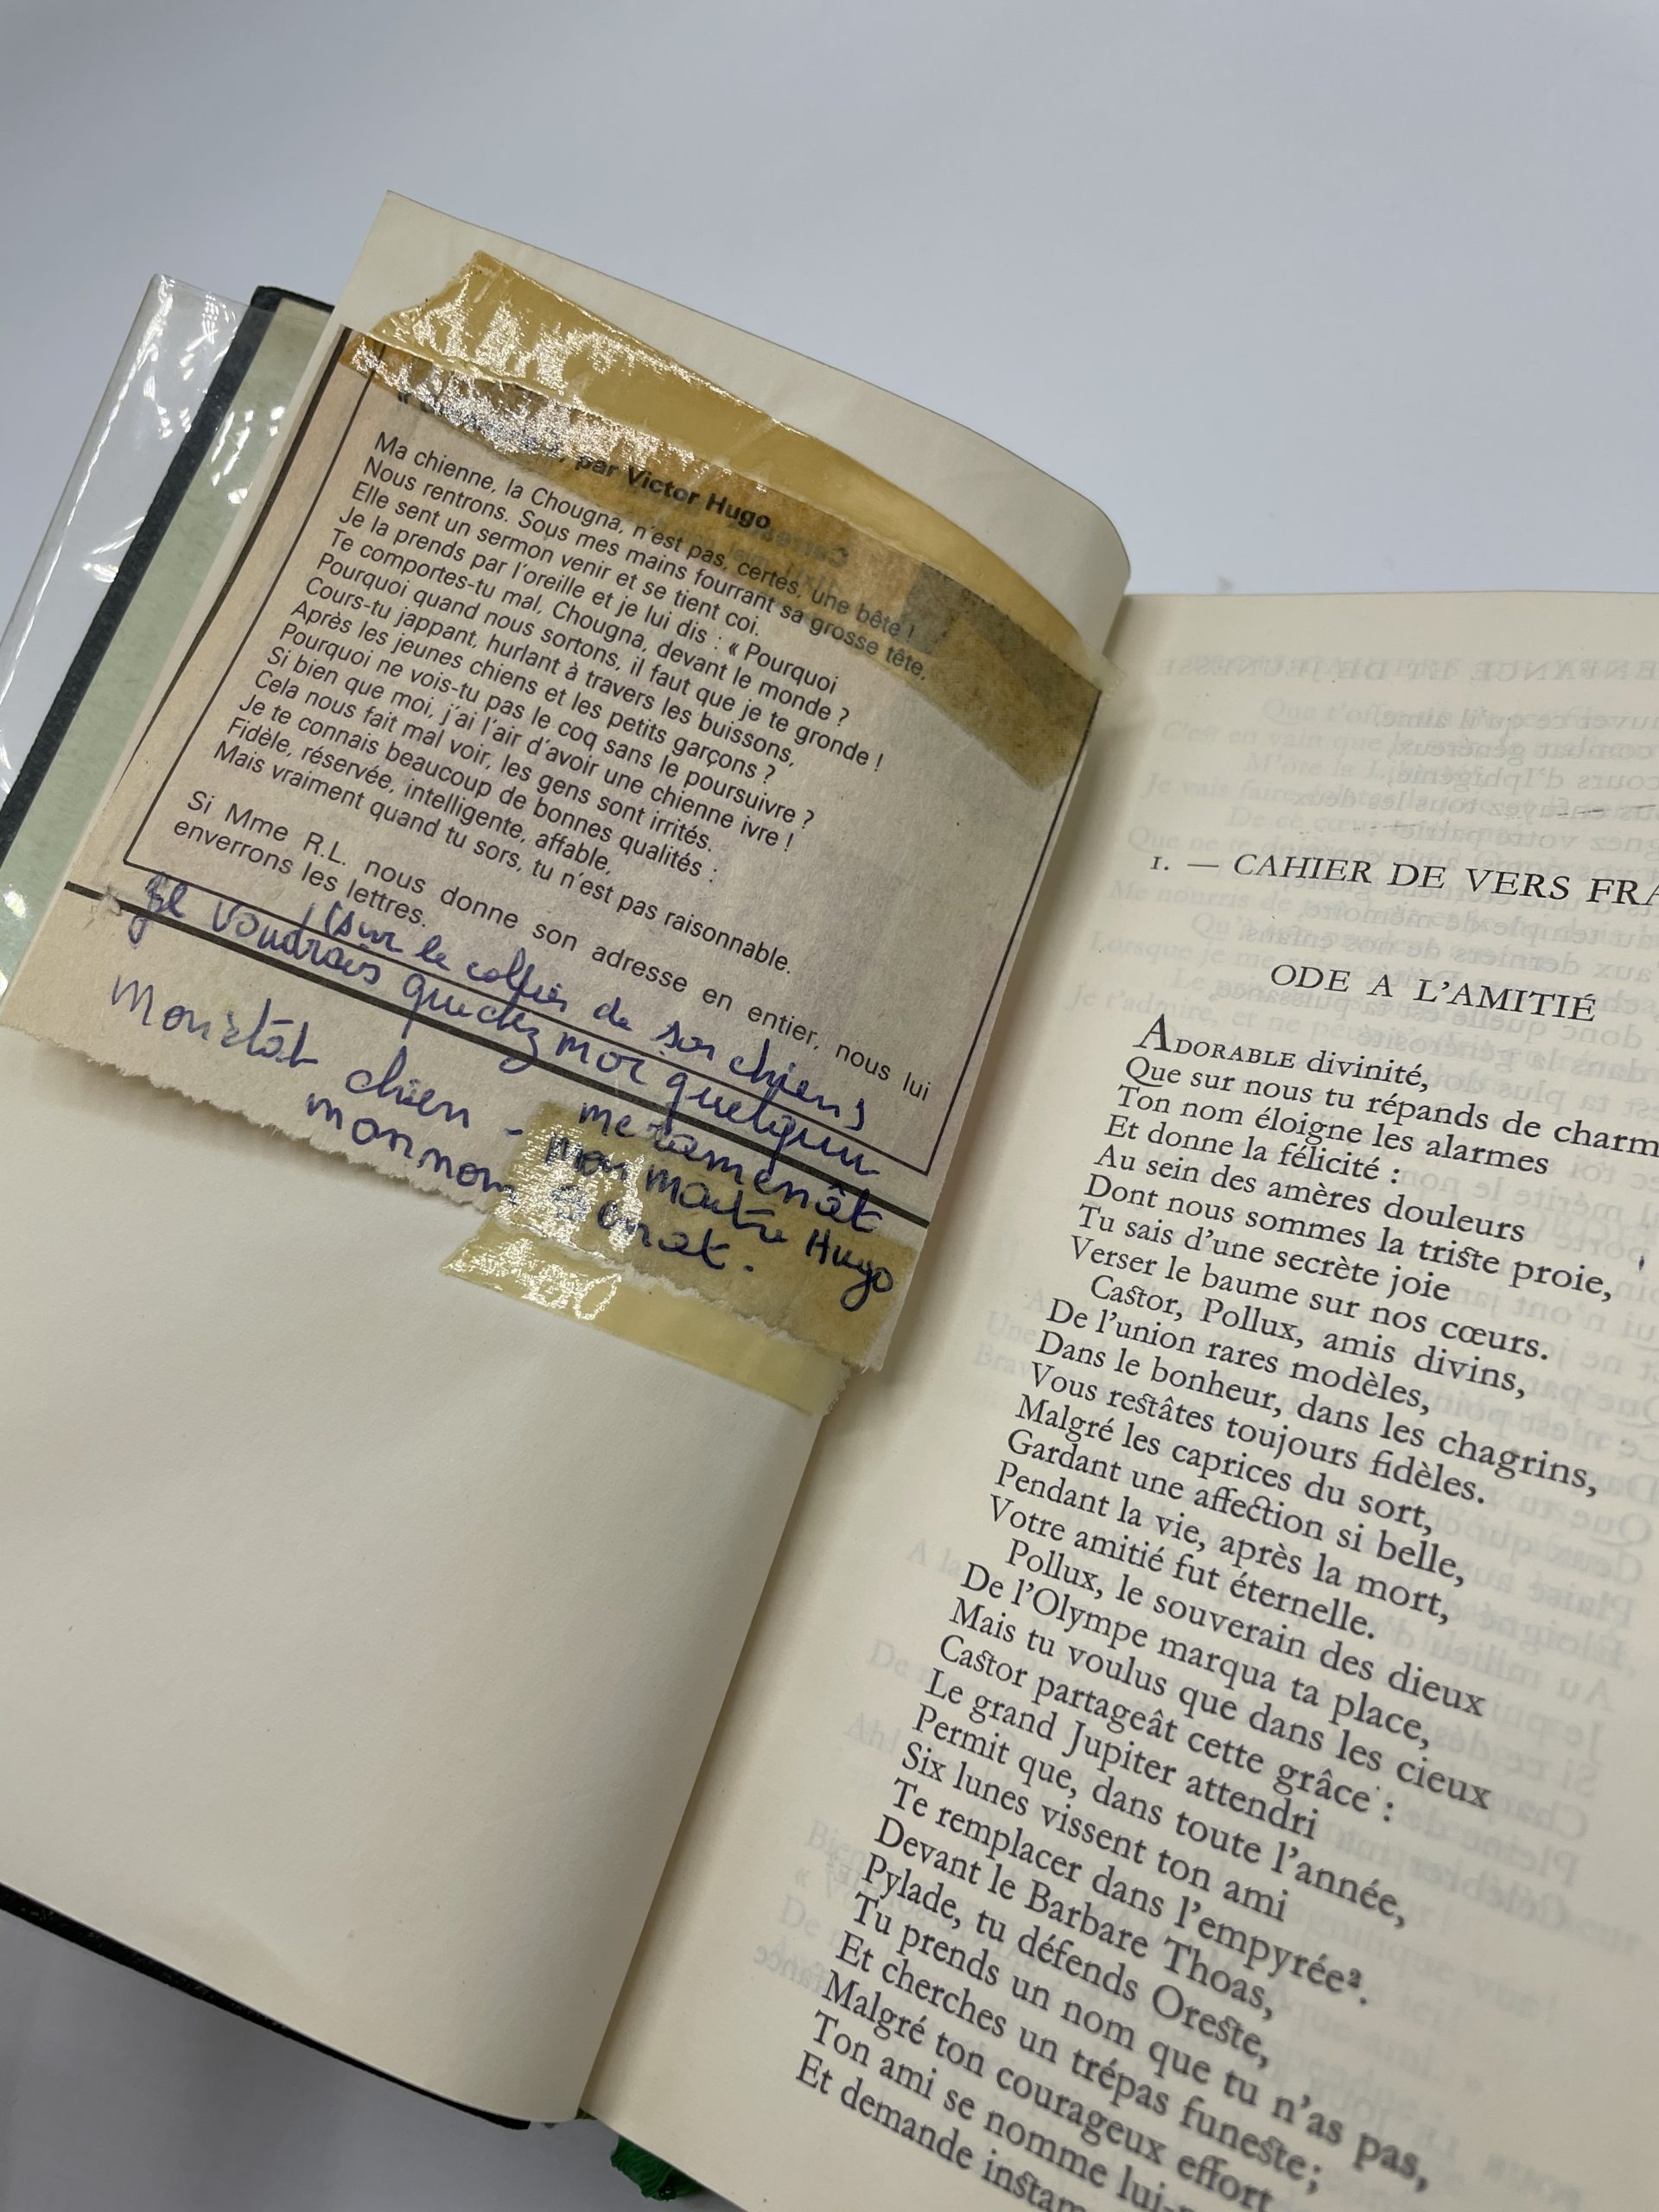 par Victor Hugo
Ma chienne, la Chougna, n'est pas, certes, une bête !
Nous rentrons. Sous mes mains fourrant sa grosse tête,
Elle sent un sermon venir et se tient coi.
Je la prends par l'oreille et je lui dis : « Pourquoi
Te comportes-tu mal, Chougna, devant le monde ?
Pourquoi quand nous sortons, il faut que je te gronde !
Cours-tu jappant, hurlant à travers les buissons,
Après les jeunes chiens et les petits garçons ?
Pourquoi ne vois-tu pas le coq sans le poursuivre ?
Si bien que moi, j'ai l'air d'avoir une chienne ivre !
Cela nous fait mal voir, les gens sont irrités.
Je te connais beaucoup de bonnes qualités :
Fidèle, réservée, intelligente, affable,
Mais vraiment quand tu sors, tu n'est pas raisonnable.
Si Mme R.L. nous donne son adresse en entier, nous lui
enverrons les lettres.
(sur le collier de son chien)
Je voudrais que chez moi quelqu'un
me ramenât
Mon état chien - mon maître Hugo
mon nom Senat.
1. — CAHIER DE VERS FRA
ODE A L'AMITIÉ
ADORABLE divinité,
Que sur nous tu répands de charm
Ton nom éloigne les alarmes
Et donne la félicité :
Au sein des amères douleurs
Dont nous sommes la triste proie,
Tu sais d'une secrète joie
Verser le baume sur nos cœurs.
Castor, Pollux, amis divins,
De l'union rares modèles,
Dans le bonheur, dans les chagrins,
Vous restâtes toujours fidèles.
Malgré les caprices du sort,
Gardant une affection si belle,
Pendant la vie, après la mort,
Votre amitié fut éternelle.
Pollux, le souverain des dieux
De l'Olympe marqua ta place,
Mais tu voulus que dans les cieux
Castor partageât cette grâce :
Le grand Jupiter attendri
Permit que, dans toute l'année,
Six lunes vissent ton ami
Te remplacer dans l'empyrée².
Devant le Barbare Thoas,
Pylade, tu défends Oreste,
Tu prends un nom que tu n'as pas,
Et cherches un trépas funeste ;
Malgré ton courageux effort
Ton ami se nomme lui-
Et demande instam